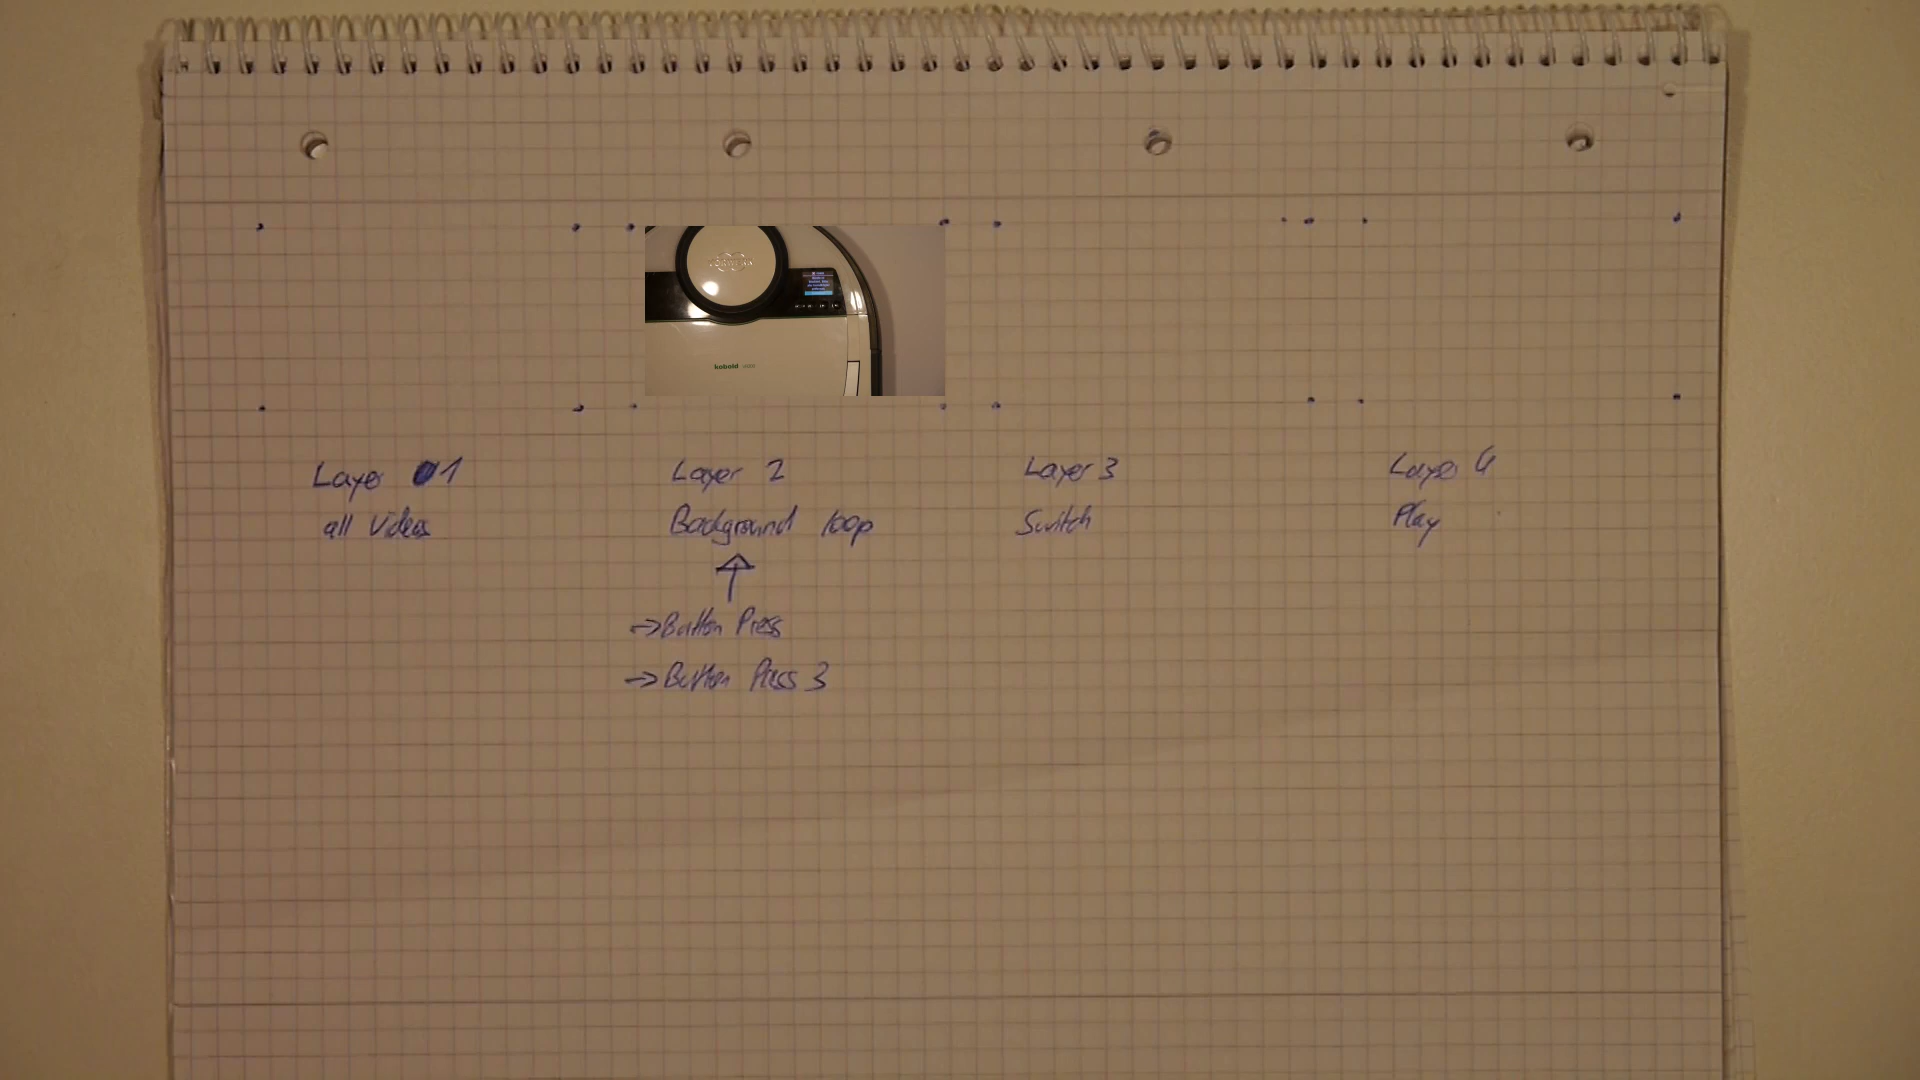 kobold
Layer 1
all Videos
Layer 2
Background loop
→Button Press
→Button Press 3
Layer 3
Switch
Layer 4
Play